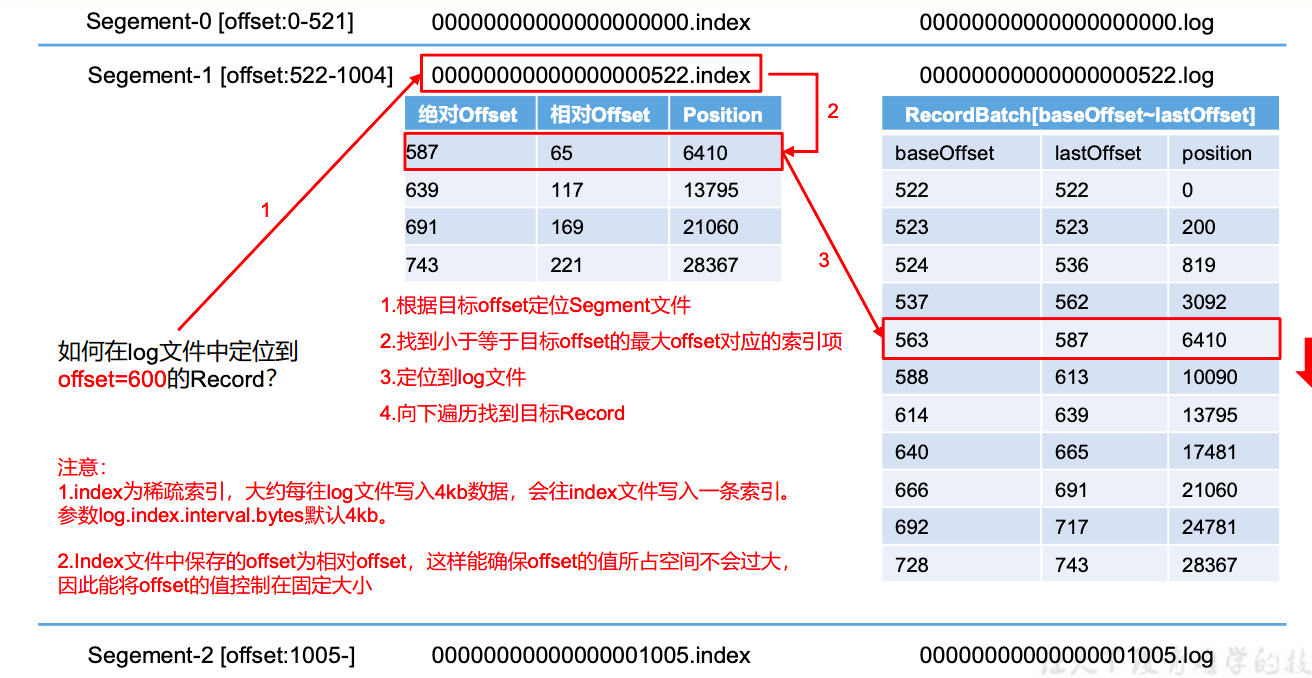 Segement-0 [offset:0-521] 00000000000000000000.index 00000000000000000000.log
Segement-1 [offset:522-1004] 00000000000000000522.index 00000000000000000522.log
绝对Offset 相对Offset Position
587 65 6410
639 117 13795
691 169 21060
743 221 28367
1
2
3
RecordBatch[baseOffset~lastOffset]
baseOffset lastOffset position
522 522 0
523 523 200
524 536 819
537 562 3092
563 587 6410
588 613 10090
614 639 13795
640 665 17481
666 691 21060
692 717 24781
728 743 28367
如何在log文件中定位到
offset=600的Record?
1.根据目标offset定位Segment文件
2.找到小于等于目标offset的最大offset对应的索引项
3.定位到log文件
4.向下遍历找到目标Record
注意：
1.index为稀疏索引，大约每往log文件写入4kb数据，会往index文件写入一条索引。
参数log.index.interval.bytes默认4kb。
2.Index文件中保存的offset为相对offset，这样能确保offset的值所占空间不会过大，
因此能将offset的值控制在固定大小
Segement-2 [offset:1005-] 00000000000000001005.index 00000000000000001005.log